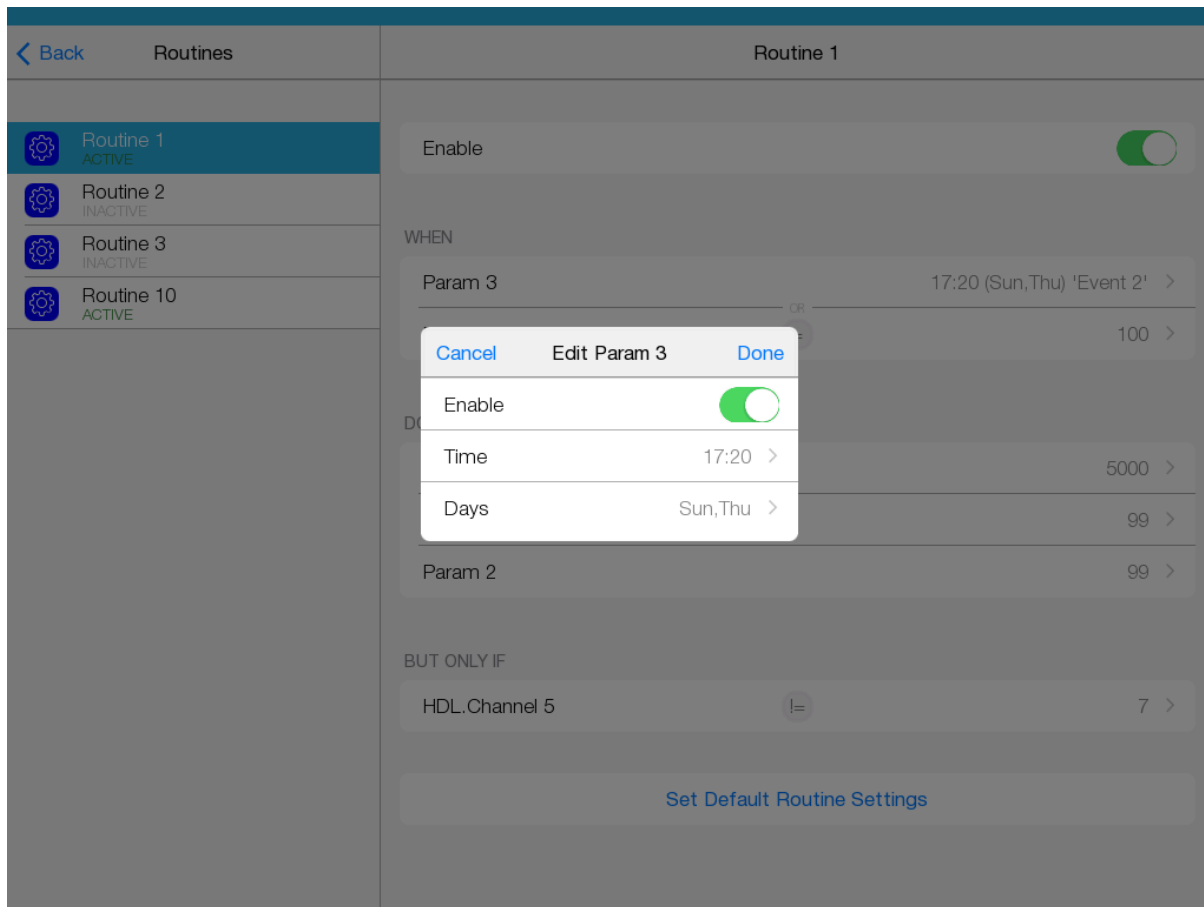 Back
Routines
Routine 1
Routine 1
ACTIVE
Routine 2
INACTIVE
Routine 3
INACTIVE
Routine 10
ACTIVE
Enable
WHEN
Param 3 17:20 (Sun,Thu) 'Event 2'
OR
100
Cancel Edit Param 3 Done
Enable
Time 17:20
Days Sun,Thu
5000
99
Param 2 99
BUT ONLY IF
HDL.Channel 5 != 7
Set Default Routine Settings